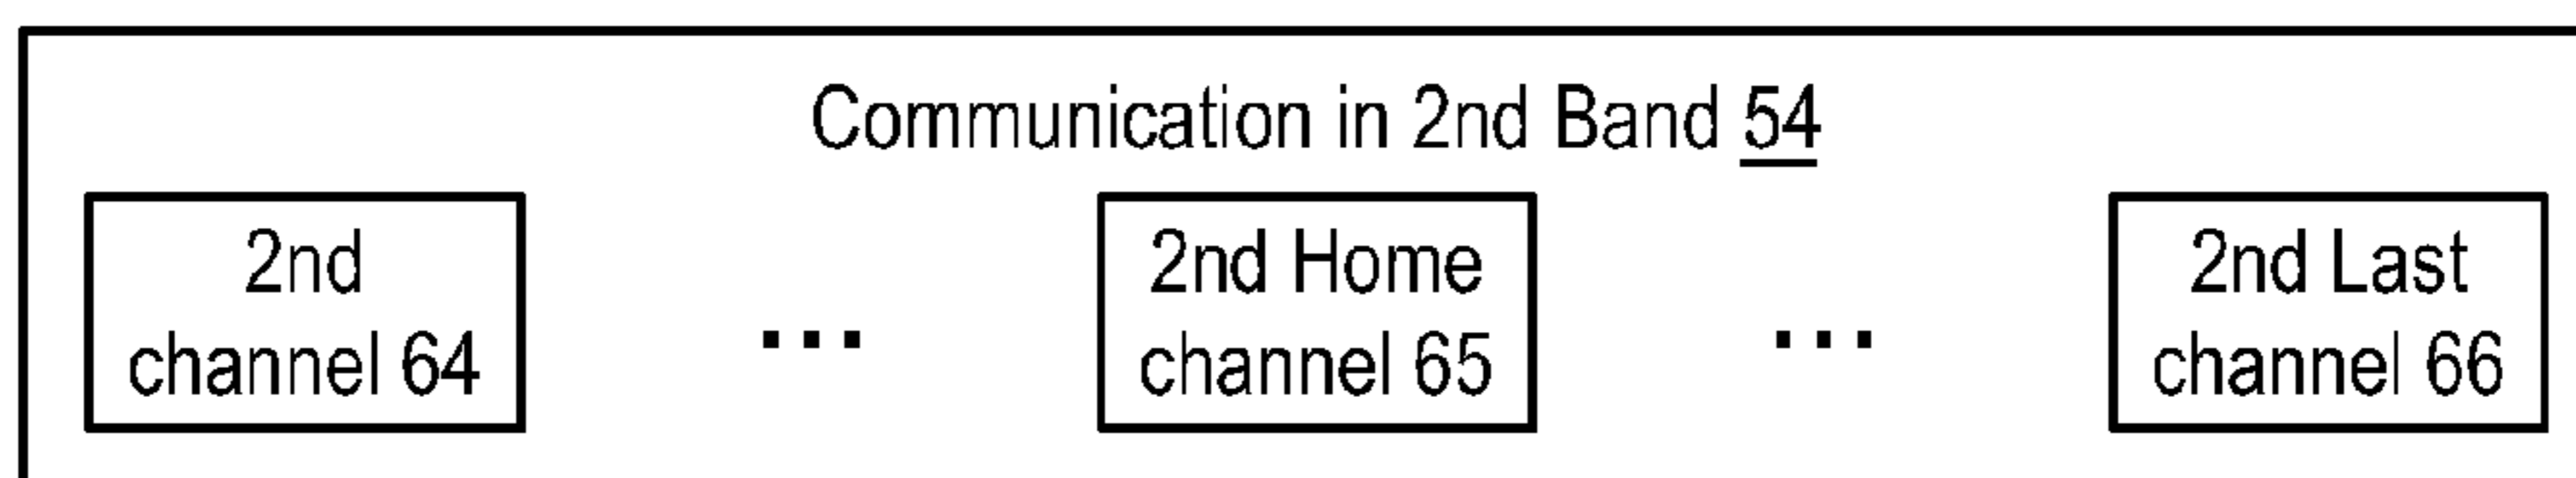 Communication in 2nd Band 54
2nd
channel 64
...
2nd Home
channel 65
...
2nd Last
channel 66